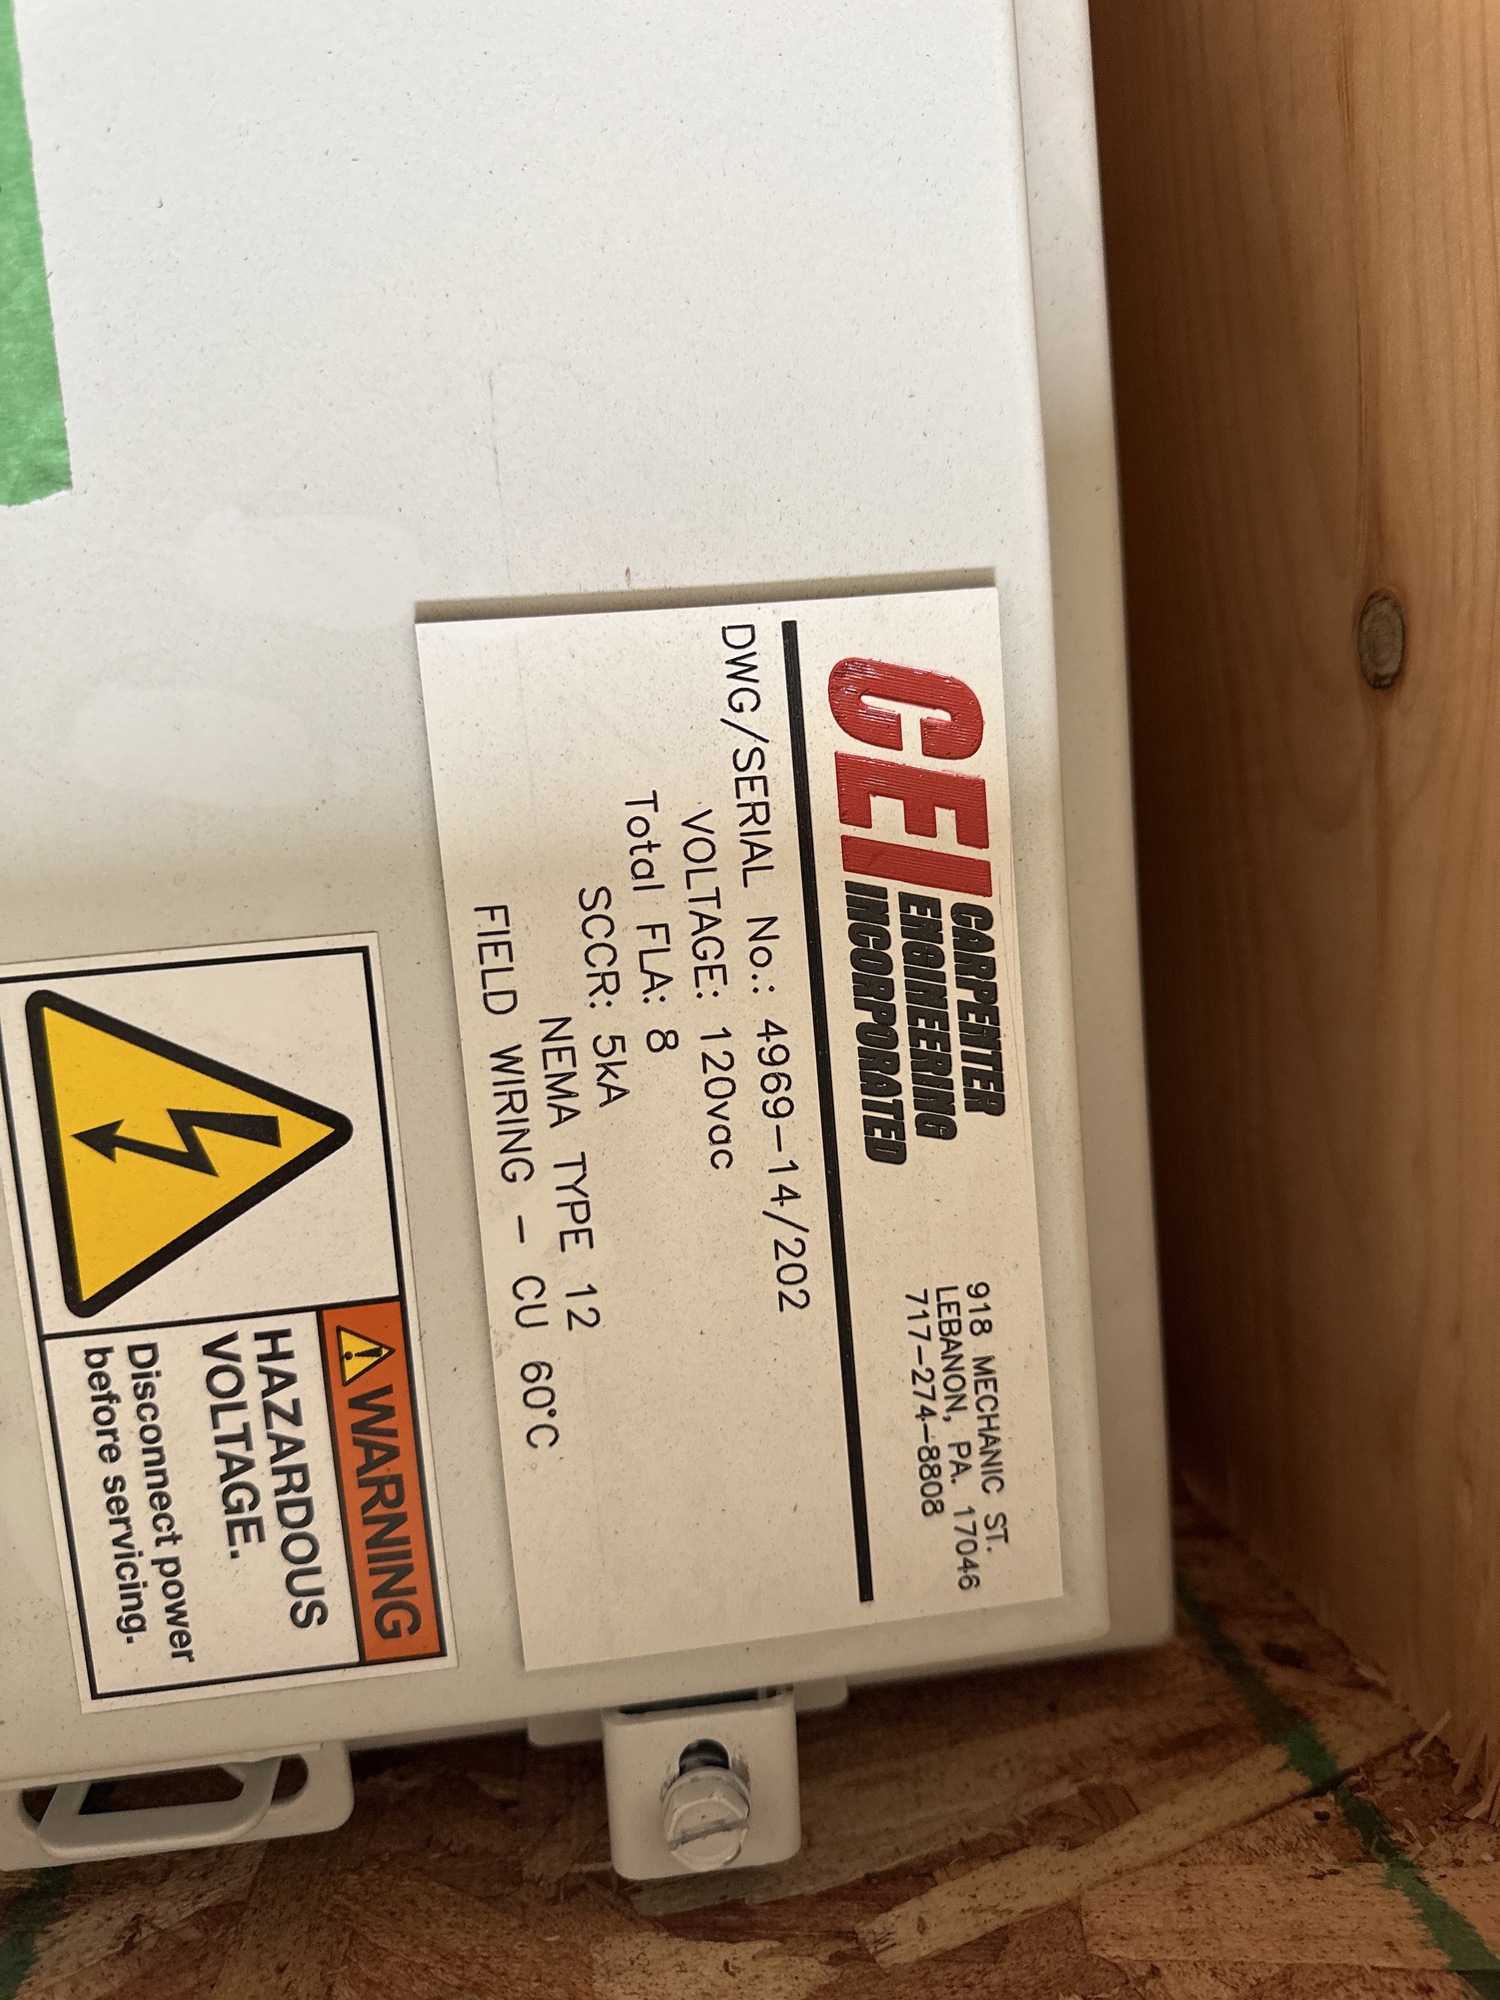 CEI CARPENTER
ENGINEERING
INCORPORATED
918 MECHANIC ST.
LEBANON, PA. 17046
717-274-8808
DWG/SERIAL No.: 4969-14/202
VOLTAGE: 120vac
Total FLA: 8
SCCR: 5kA
NEMA TYPE 12
FIELD WIRING - CU 60°C
WARNING
HAZARDOUS
VOLTAGE.
Disconnect power
before servicing.